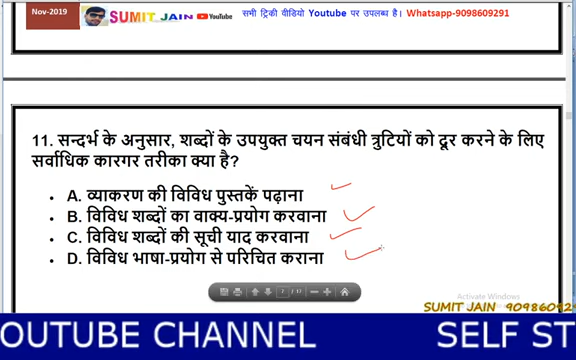 Nov-2019
SUMIT JAIN YouTube
सभी ट्रिकी वीडियो Youtube पर उपलब्ध है। Whatsapp-9098609291
11. सन्दर्भ के अनुसार, शब्दों के उपयुक्त चयन संबंधी त्रुटियों को दूर करने के लिए
सर्वाधिक कारगर तरीका क्या है?
• A. व्याकरण की विविध पुस्तकें पढ़ाना
• B. विविध शब्दों का वाक्य-प्रयोग करवाना
• C. विविध शब्दों की सूची याद करवाना
• D. विविध भाषा-प्रयोग से परिचित कराना
Activate Windows
SUMIT JAIN 909860929
OUTUBE CHANNEL SELF ST